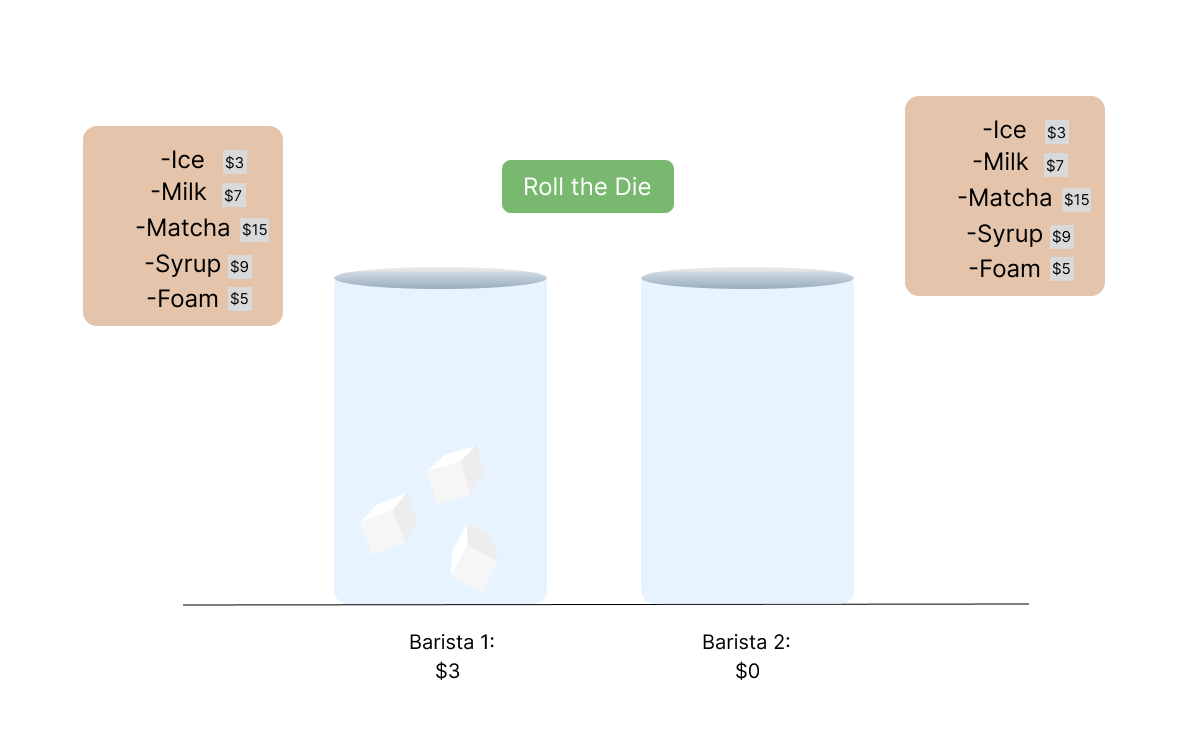 -Ice $3
-Milk $7
-Matcha $15
-Syrup $9
-Foam $5
Roll the Die
-Ice $3
-Milk $7
-Matcha $15
-Syrup $9
-Foam $5
Barista 1:
$3
Barista 2:
$0